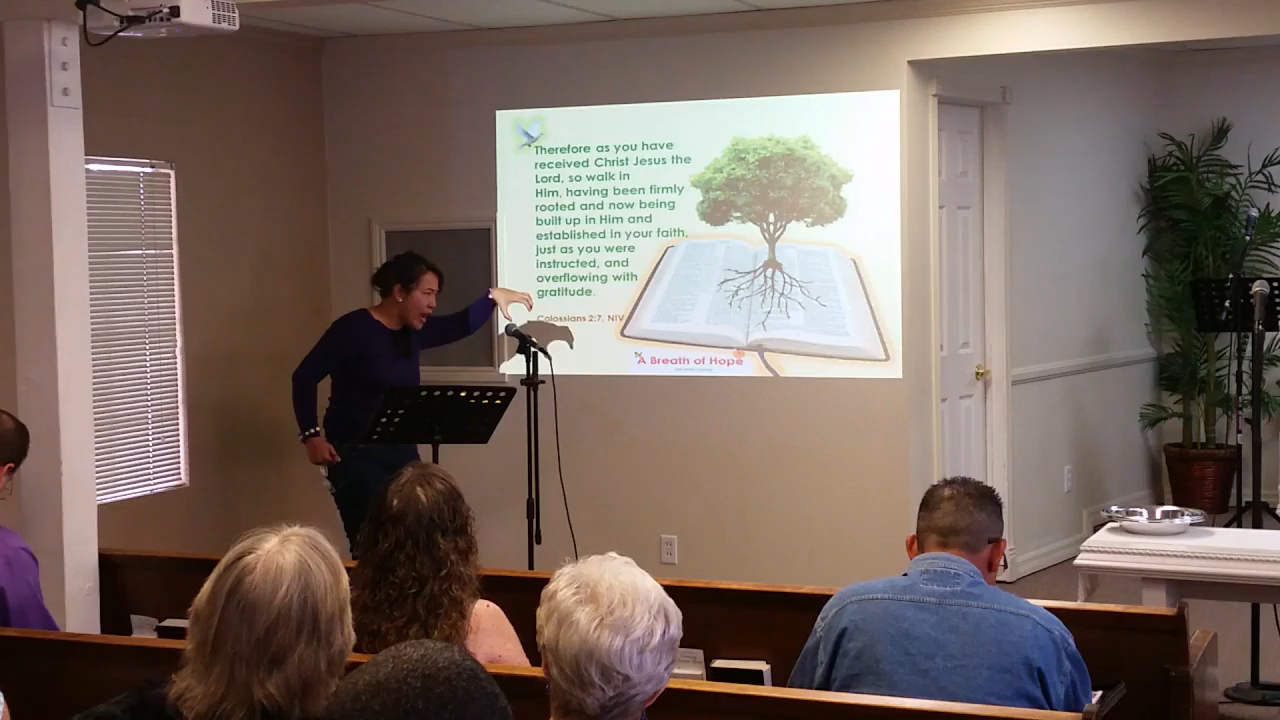 Therefore as you have
received Christ Jesus the
Lord, so walk in
Him, having been firmly
rooted and now being
built up in Him and
established in your faith,
just as you were
instructed, and
overflowing with
gratitude.
Colossians 2:7, NIV
A Breath of Hope